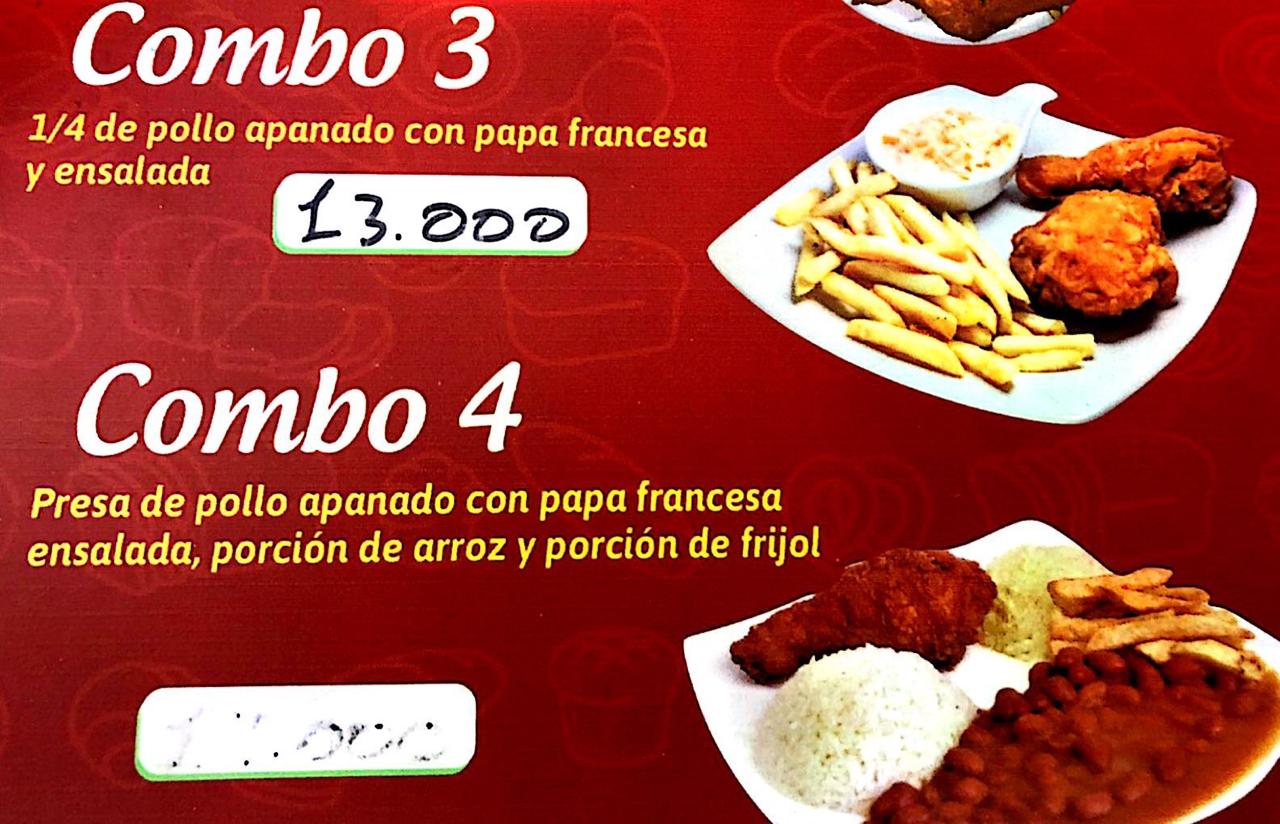 Combo 3
1/4 de pollo apanado con papa francesa
y ensalada
13.000
Combo 4
Presa de pollo apanado con papa francesa
ensalada, porción de arroz y porción de frijol